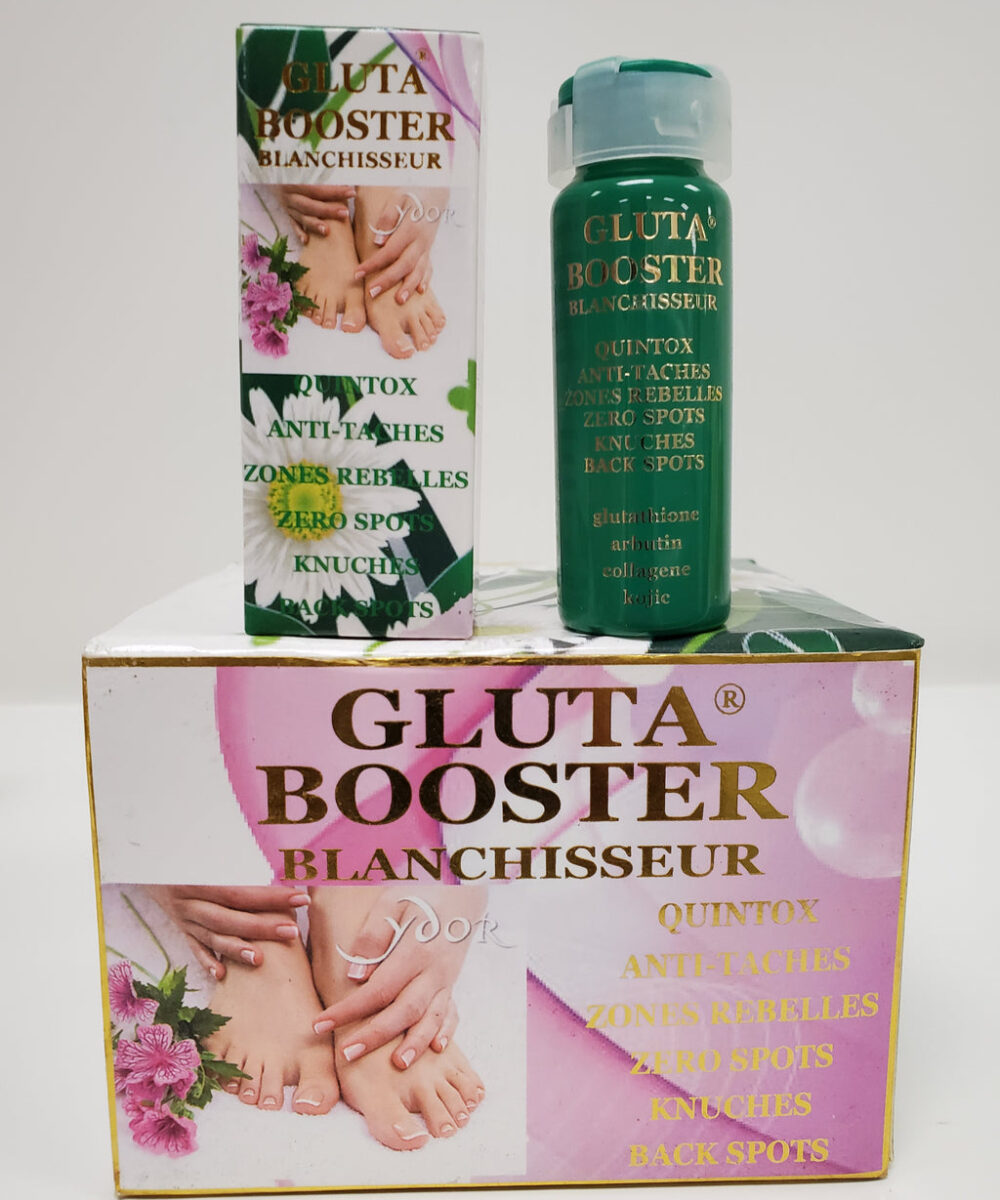 GLUTA®
BOOSTER
BLANCHISSEUR
ydor
QUINTOX
ANTI-TACHES
ZONES REBELLES
ZERO SPOTS
KNUCHES
BACK SPOTS
GLUTA®
BOOSTER
BLANCHISSEUR
QUINTOX
ANTI-TACHES
ZONES REBELLES
ZERO SPOTS
KNUCHES
BACK SPOTS
glutathione
arbutin
collagene
kojic
GLUTA®
BOOSTER
BLANCHISSEUR
ydor
QUINTOX
ANTI-TACHES
ZONES REBELLES
ZERO SPOTS
KNUCHES
BACK SPOTS